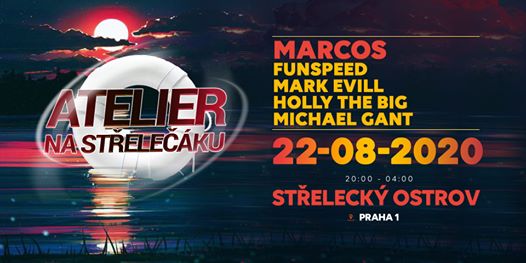 ATELIER
NA STŘELEČÁKU
MARCOS
FUNSPEED
MARK EVILL
HOLLY THE BIG
MICHAEL GANT
22-08-2020
20:00 - 04:00
STŘELECKÝ OSTROV
PRAHA 1